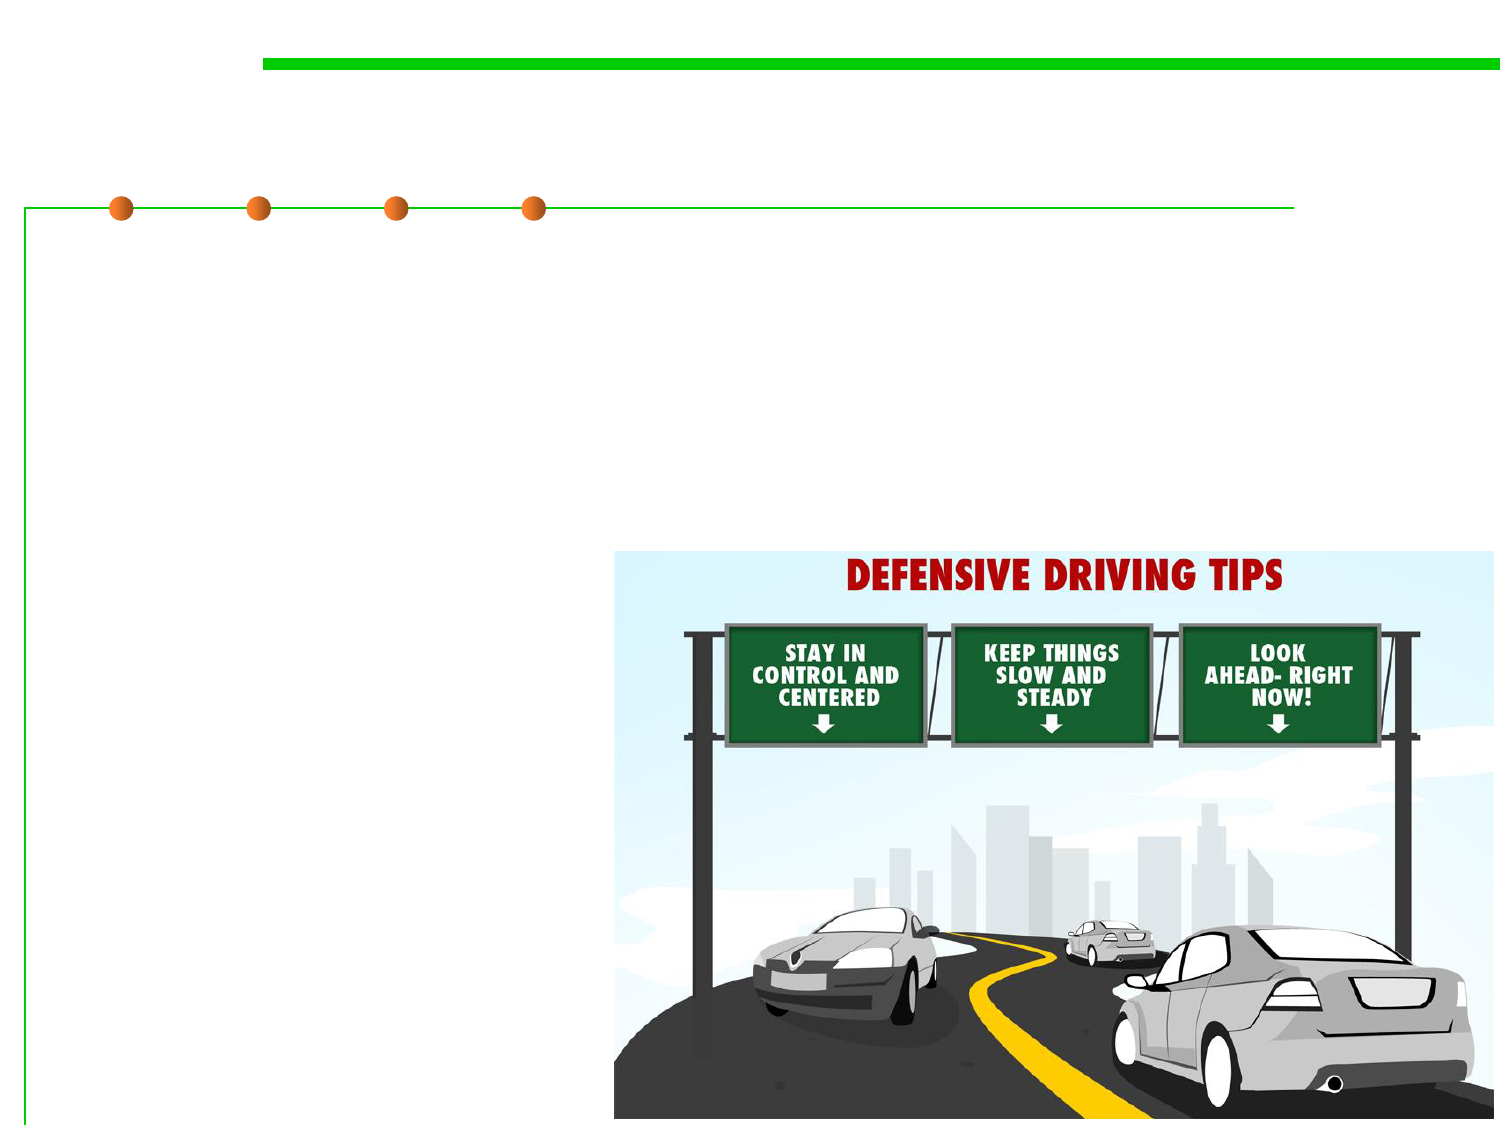 DEFENSIVE DRIVING TIPS
STAY IN
CONTROL AND
CENTERED
KEEP THINGS
SLOW AND
STEADY
LOOK
AHEAD- RIGHT
NOW!